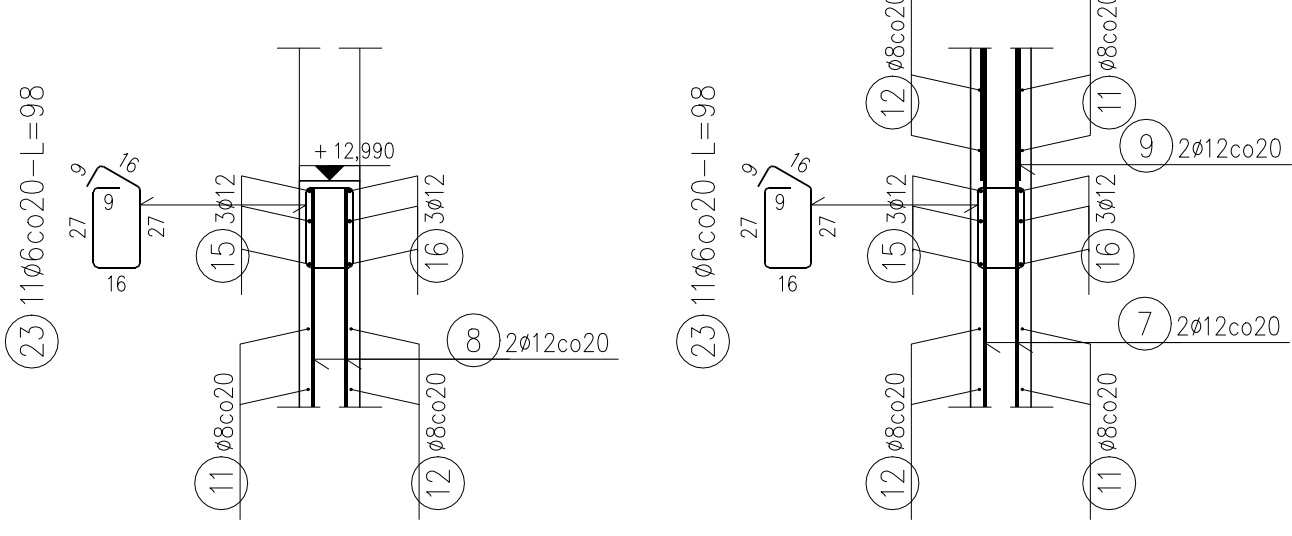 23 11ø6co20-L=98
9
16
9
27
27
16
+ 12,990
3ø12
15
3ø12
16
8 2ø12co20
11 ø8co20
12 ø8co20
23 11ø6co20-L=98
9
16
9
27
27
16
12 ø8co20
11 ø8co20
9 2ø12co20
3ø12
15
3ø12
16
7 2ø12co20
12 ø8co20
11 ø8co20